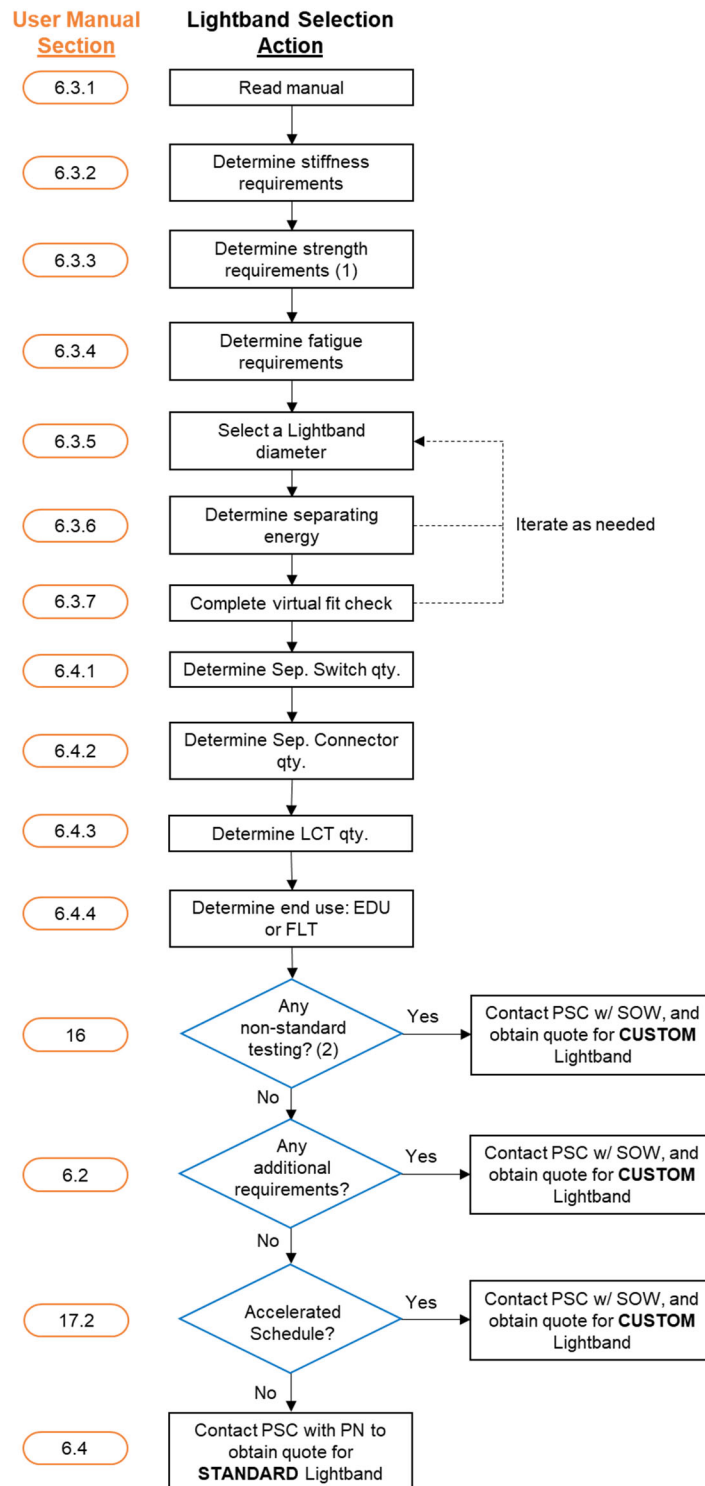 User Manual
Section
Lightband Selection
Action
6.3.1
Read manual
6.3.2
Determine stiffness
requirements
6.3.3
Determine strength
requirements (1)
6.3.4
Determine fatigue
requirements
6.3.5
Select a Lightband
diameter
6.3.6
Determine separating
energy
Iterate as needed
6.3.7
Complete virtual fit check
6.4.1
Determine Sep. Switch qty.
6.4.2
Determine Sep. Connector
qty.
6.4.3
Determine LCT qty.
6.4.4
Determine end use: EDU
or FLT
16
Any
non-standard
testing? (2)
Yes
Contact PSC w/ SOW, and
obtain quote for CUSTOM
Lightband
No
6.2
Any
additional
requirements?
Yes
Contact PSC w/ SOW, and
obtain quote for CUSTOM
Lightband
No
17.2
Accelerated
Schedule?
Yes
Contact PSC w/ SOW, and
obtain quote for CUSTOM
Lightband
No
6.4
Contact PSC with PN to
obtain quote for
STANDARD Lightband